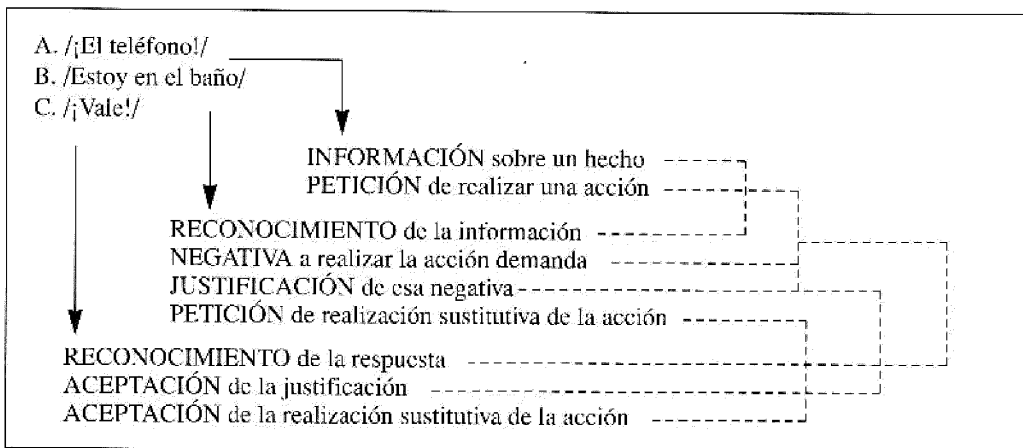 A. /¡El teléfono!/
B. /Estoy en el baño/
C. /¡Vale!/
INFORMACIÓN sobre un hecho
PETICIÓN de realizar una acción
RECONOCIMIENTO de la información
NEGATIVA a realizar la acción demanda
JUSTIFICACIÓN de esa negativa
PETICIÓN de realización sustitutiva de la acción
RECONOCIMIENTO de la respuesta
ACEPTACIÓN de la justificación
ACEPTACIÓN de la realización sustitutiva de la acción